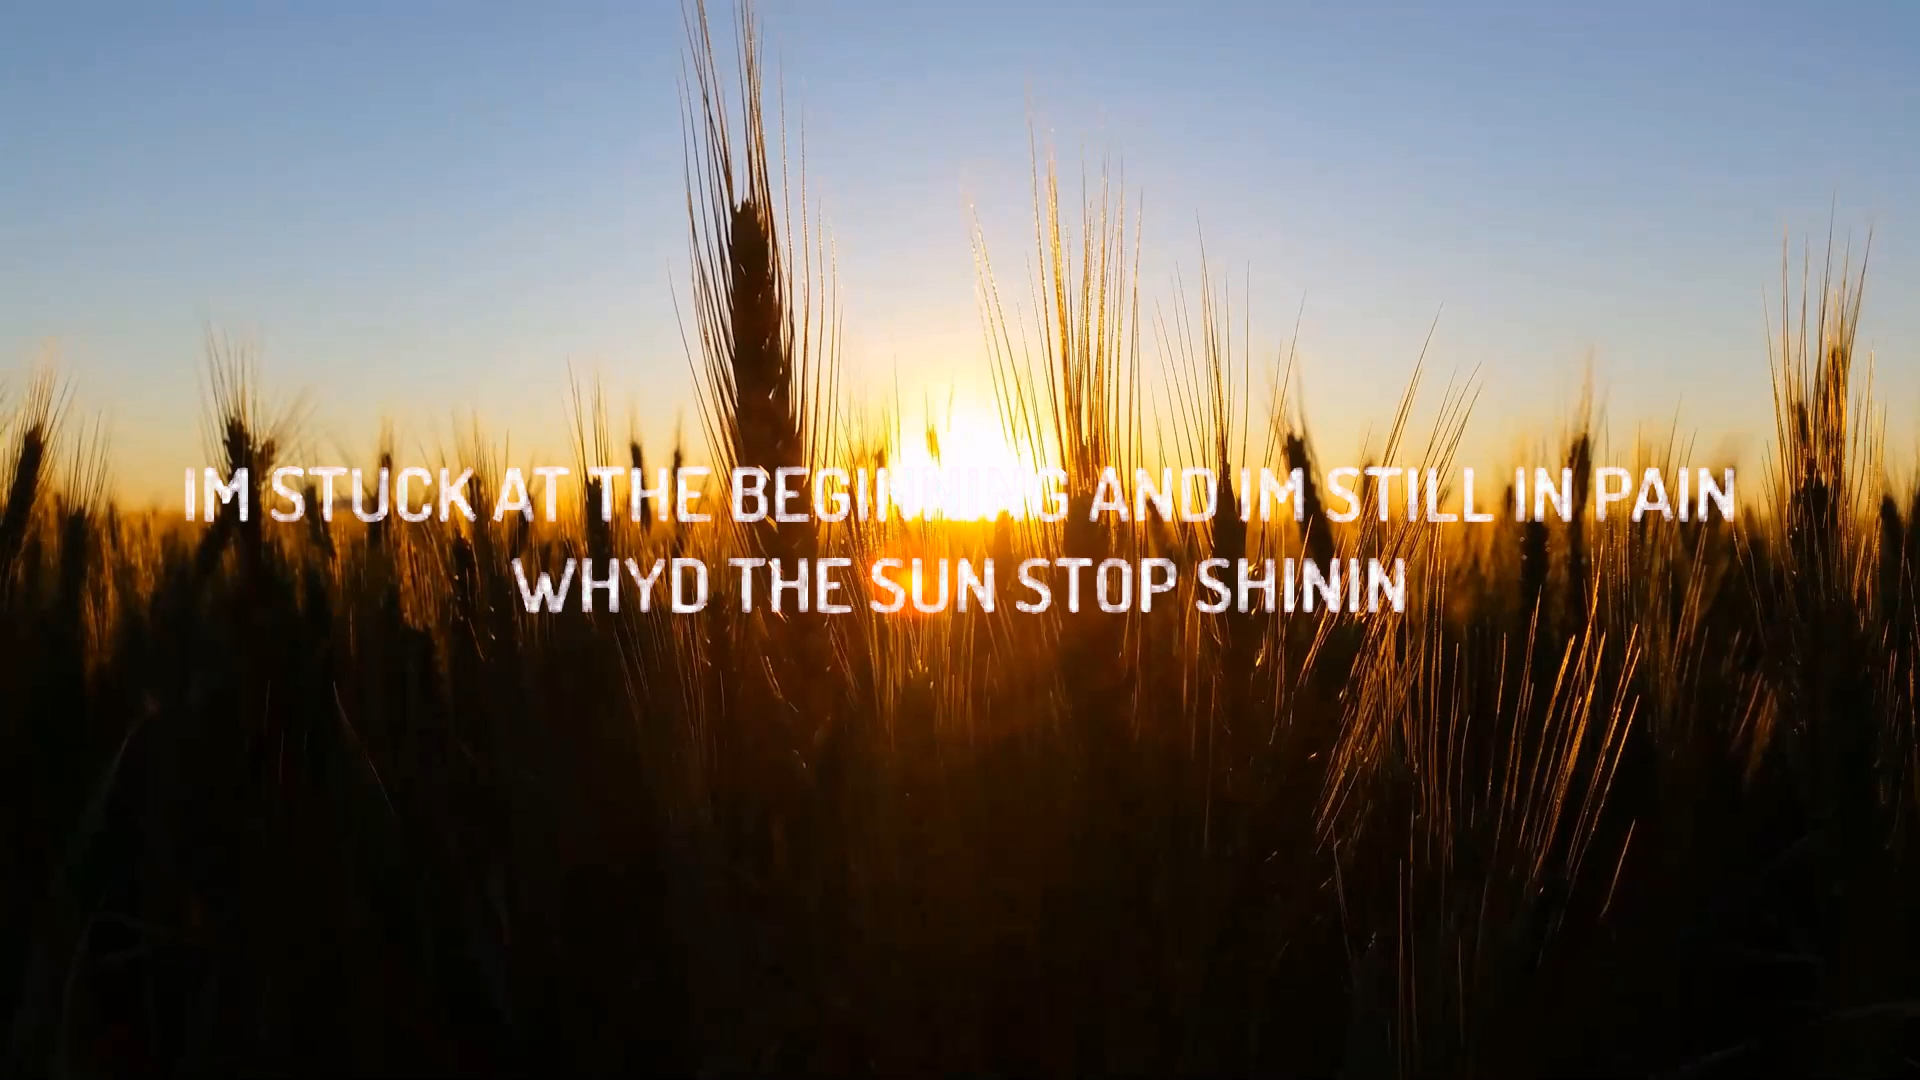 IM STUCK AT THE BEGINNING AND IM STILL IN PAIN
WHYD THE SUN STOP SHININ